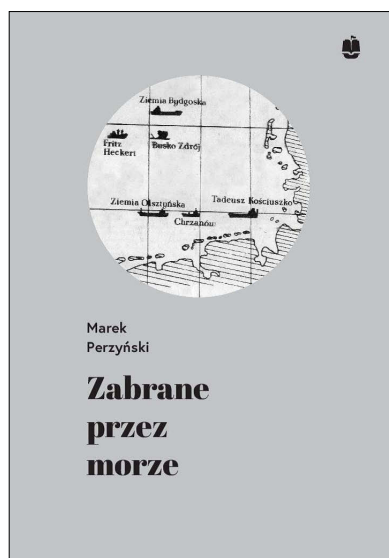 Ziemia Bydgoska
Fritz
Heckert
Busko Zdrój
Ziemia Olsztyńska
Tadeusz Kościuszko
Chrzanów
Marek
Perzyński
Zabrane
przez
morze